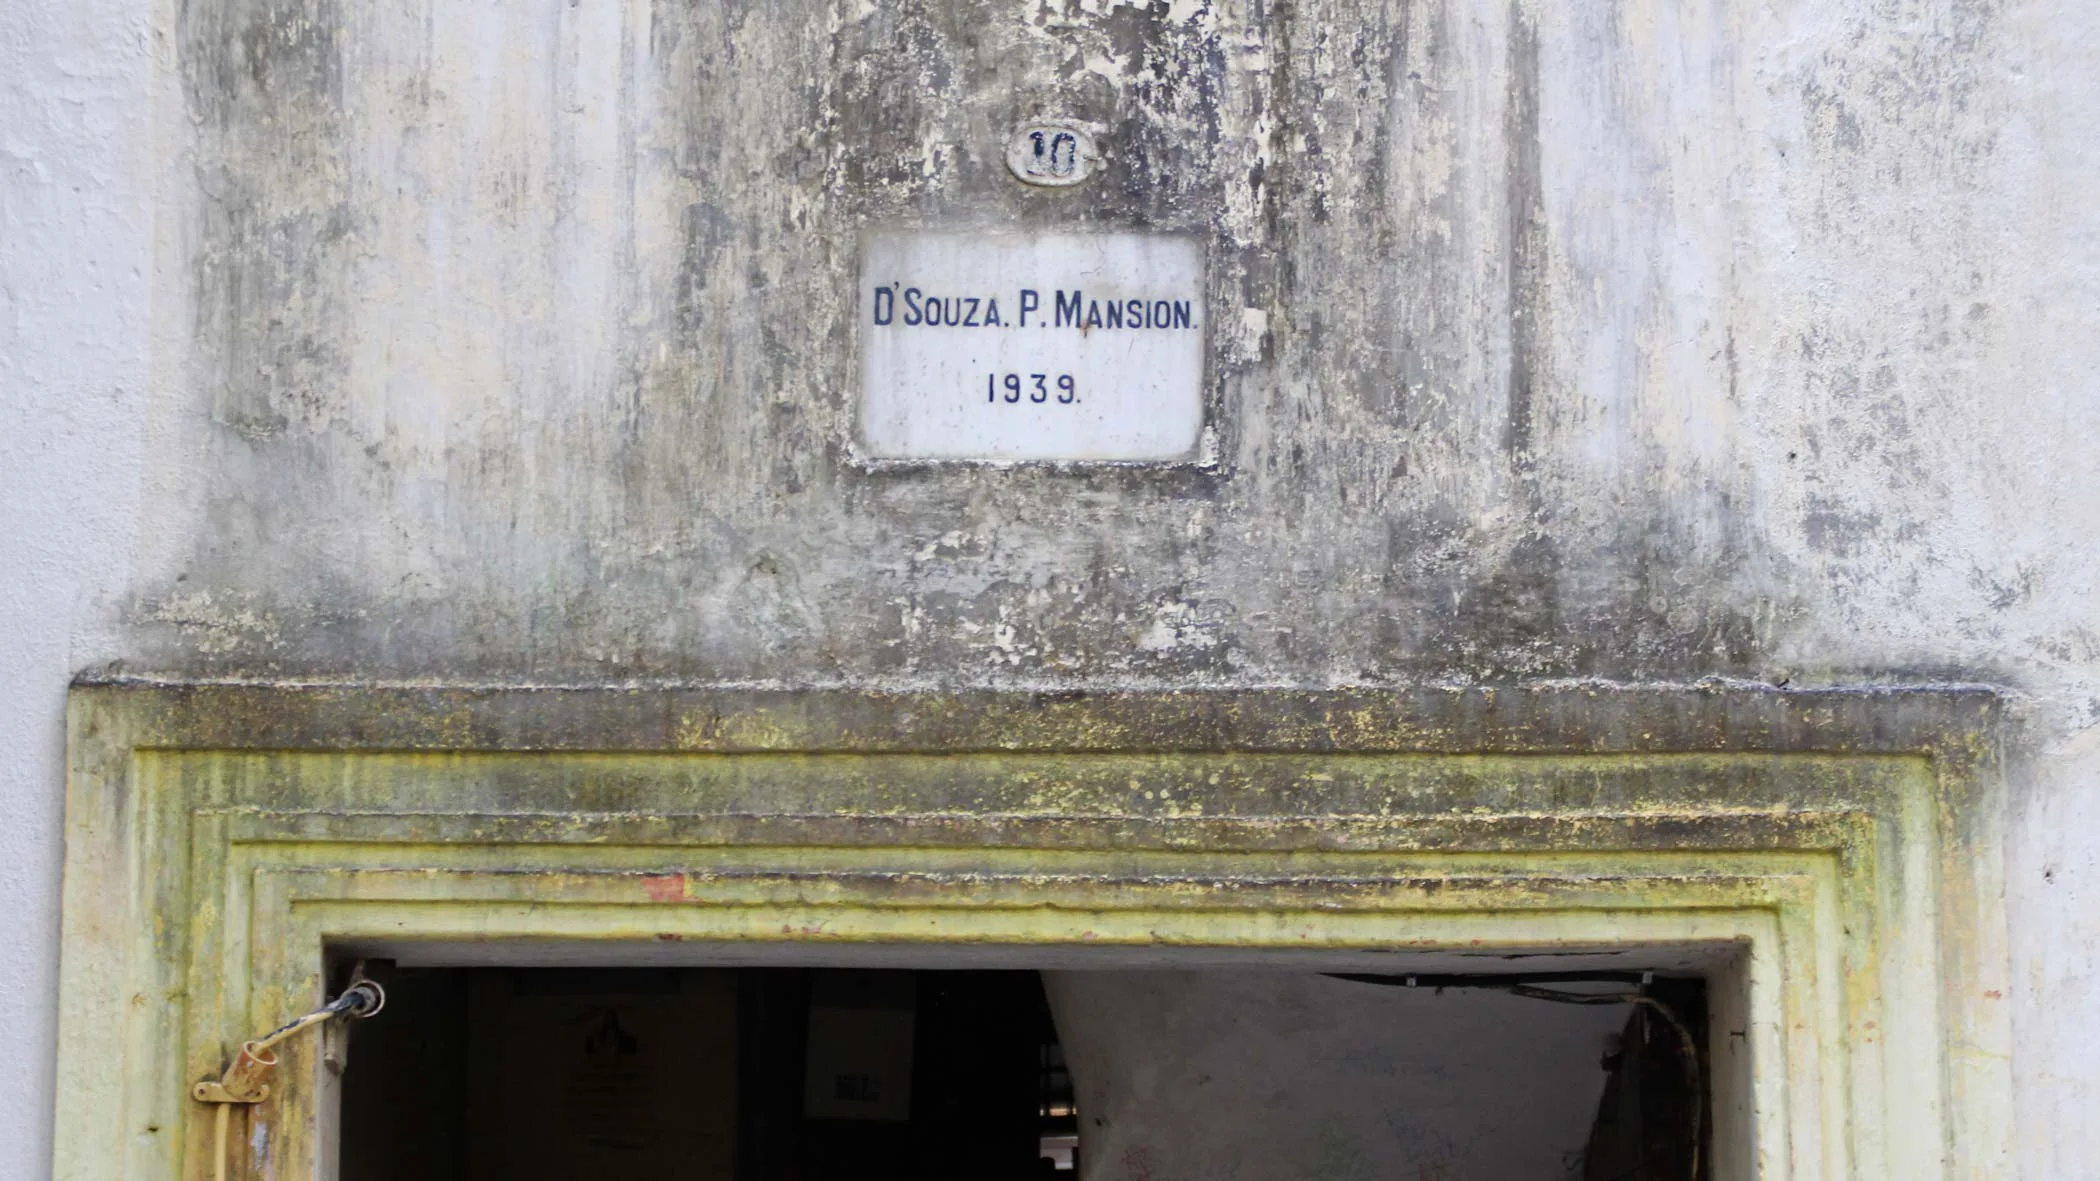 10
D'SOUZA. P. MANSION.
1939.